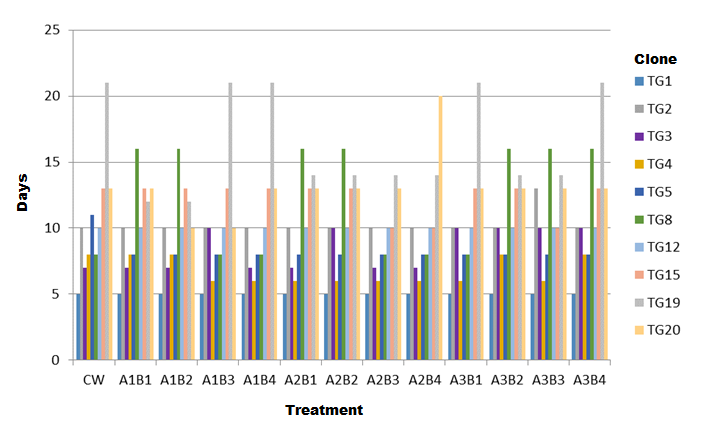 25
20
15
10
5
0
Days
CW A1B1 A1B2 A1B3 A1B4 A2B1 A2B2 A2B3 A2B4 A3B1 A3B2 A3B3 A3B4
Treatment
Clone
TG1
TG2
TG3
TG4
TG5
TG8
TG12
TG15
TG19
TG20